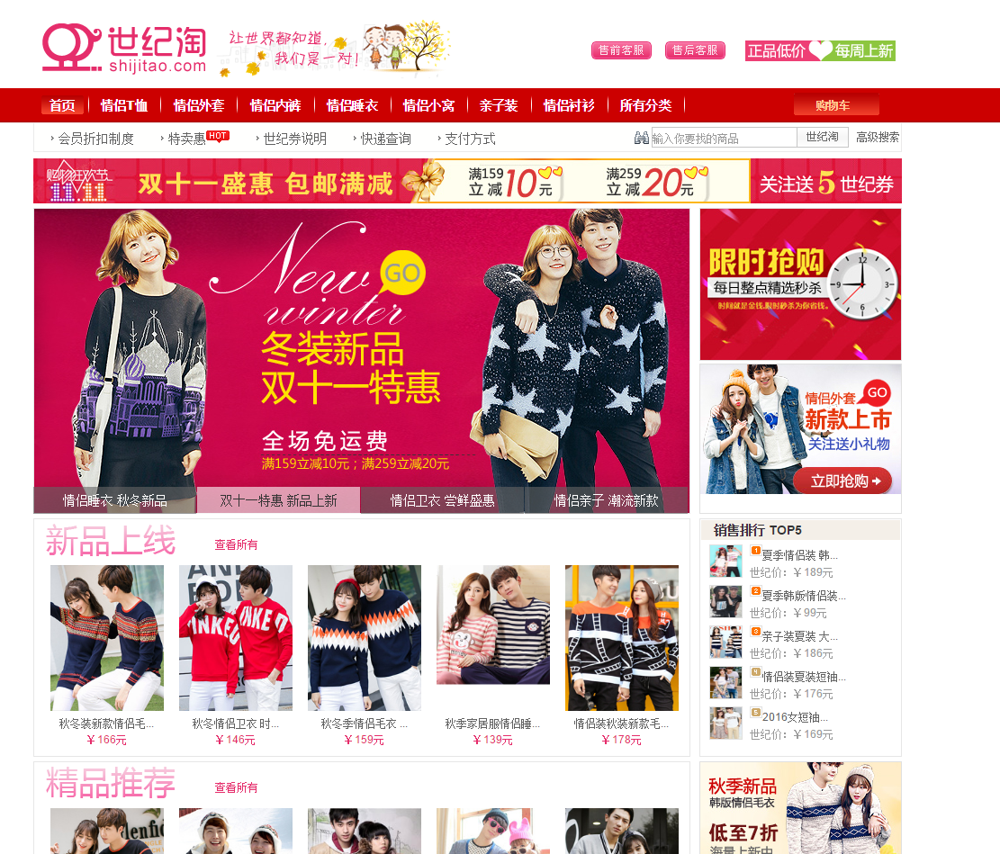 世纪淘
shijitao.com
让世界都知道,
我们是一对!
售前客服
售后客服
正品低价
每周上新
首页
情侣T恤
情侣外套
情侣内裤
情侣睡衣
情侣小窝
亲子装
情侣衬衫
所有分类
购物车
会员折扣制度
特卖惠
HOT
世纪券说明
快递查询
支付方式
输入你要找的商品
世纪淘
高级搜索
购物狂欢节
11.11
双十一盛惠 包邮满减
满159
立减10元
满259
立减20元
关注送5世纪券
New
winter
GO
冬装新品
双十一特惠
全场免运费
满159立减10元；满259立减20元
情侣睡衣 秋冬新品
双十一特惠 新品上新
情侣卫衣 尝鲜盛惠
情侣亲子 潮流新款
限时抢购
每日整点精选秒杀
时间就是金钱,限时秒杀为你省钱。
12
3
6
9
情侣外套
GO
新款上市
关注送小礼物
立即抢购
新品上线
查看所有
秋冬装新款情侣毛...
￥166元
秋冬情侣卫衣 时...
￥146元
秋冬季情侣毛衣 ...
￥159元
秋季家居服情侣睡...
￥139元
情侣装秋装新款毛...
￥178元
销售排行 TOP5
1
夏季情侣装 韩...
世纪价：￥189元
2
夏季韩版情侣装...
世纪价：￥99元
3
亲子装夏装 大...
世纪价：￥186元
4
情侣装夏装短袖...
世纪价：￥176元
5
2016女短袖...
世纪价：￥169元
精品推荐
查看所有
秋季新品
韩版情侣毛衣
低至7折
海量上新中